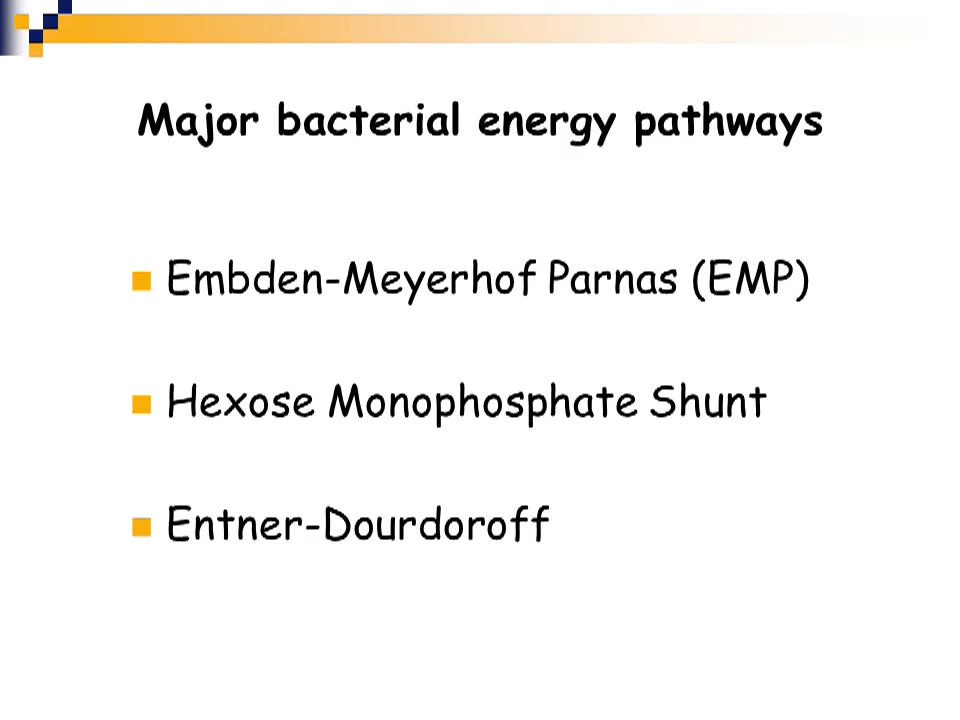 Major bacterial energy pathways
Embden-Meyerhof Parnas (EMP)
Hexose Monophosphate Shunt
Entner-Dourdoroff